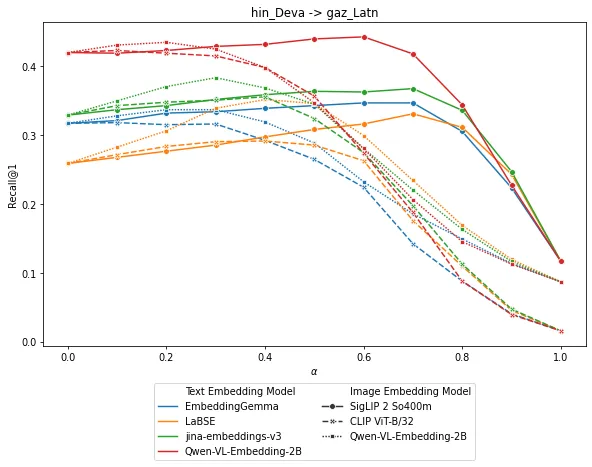 hin_Deva -> gaz_Latn
Recall@1
0.4
0.3
0.2
0.1
0.0
0.0 0.2 0.4 0.6 0.8 1.0
α
Text Embedding Model
EmbeddingGemma
LaBSE
jina-embeddings-v3
Qwen-VL-Embedding-2B
Image Embedding Model
SigLIP 2 So400m
CLIP ViT-B/32
Qwen-VL-Embedding-2B